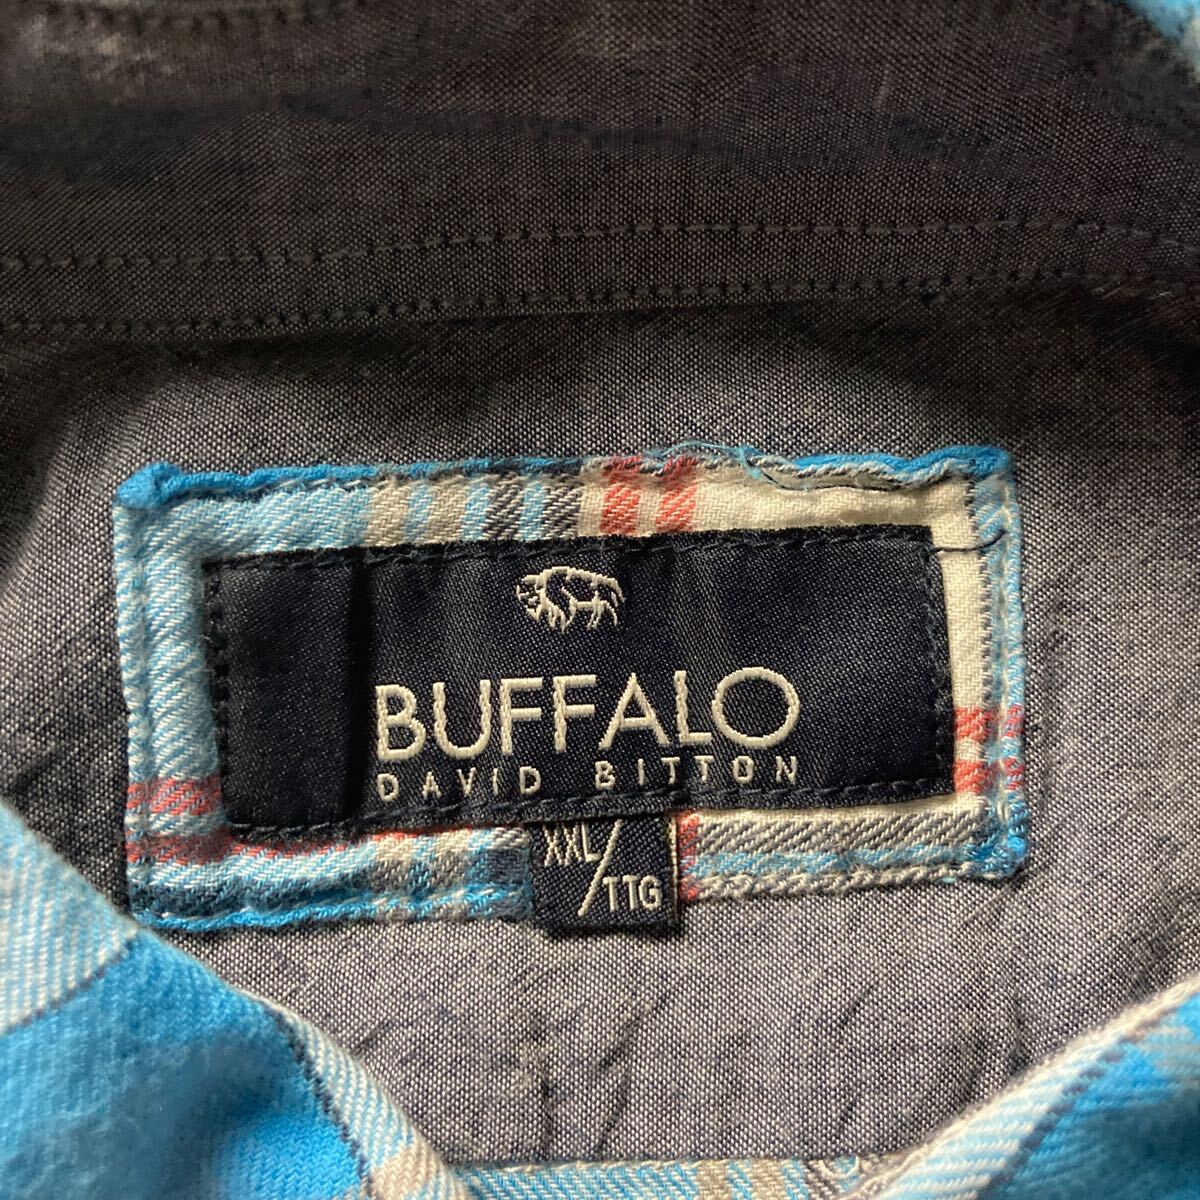 BUFFALO
DAVID BITTON
XXL/
TTG